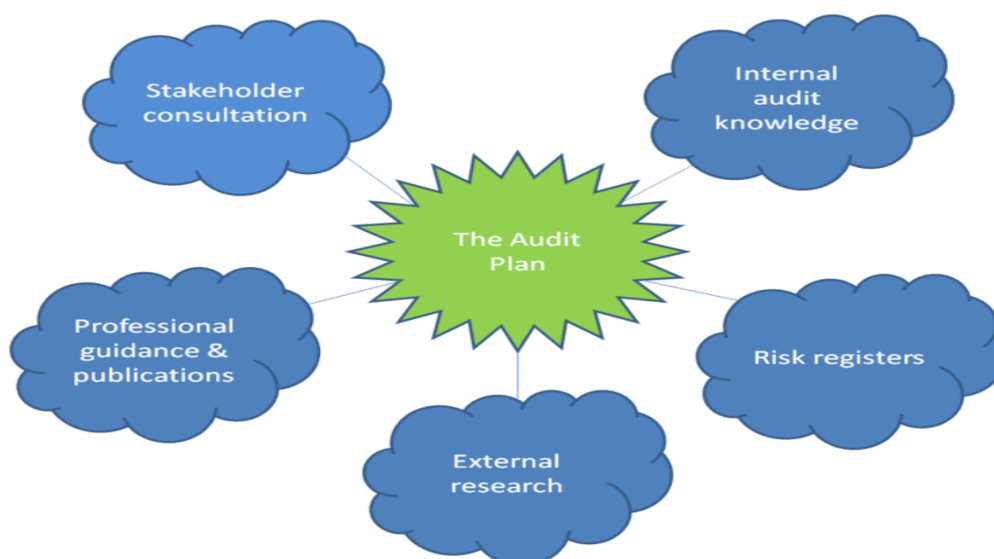 Stakeholder
consultation
Internal
audit
knowledge
The Audit
Plan
Professional
guidance &
publications
Risk registers
External
research